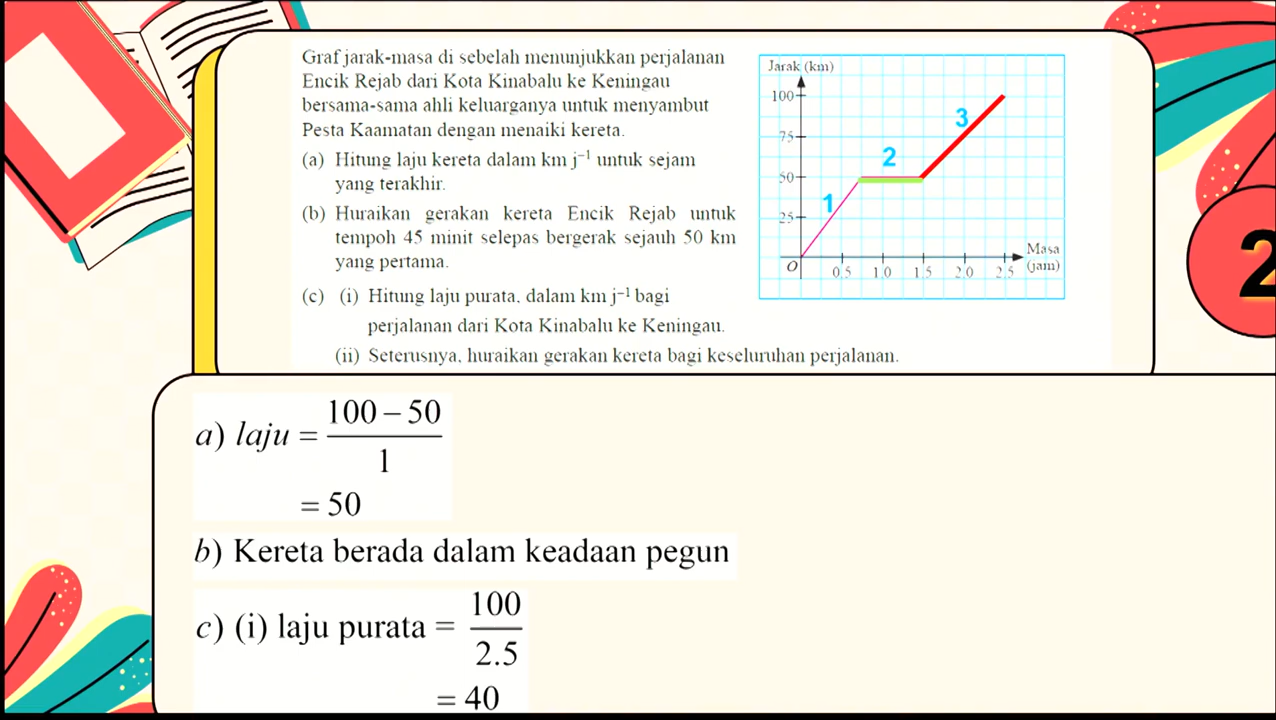 Graf jarak-masa di sebelah menunjukkan perjalanan
Encik Rejab dari Kota Kinabalu ke Keningau
bersama-sama ahli keluarganya untuk menyambut
Pesta Kaamatan dengan menaiki kereta.
(a) Hitung laju kereta dalam km j⁻¹ untuk sejam
yang terakhir.
(b) Huraikan gerakan kereta Encik Rejab untuk
tempoh 45 minit selepas bergerak sejauh 50 km
yang pertama.
(c) (i) Hitung laju purata, dalam km j⁻¹ bagi
perjalanan dari Kota Kinabalu ke Keningau.
(ii) Seterusnya, huraikan gerakan kereta bagi keseluruhan perjalanan.
Jarak (km)
100
75
50
25
O
0.5 1.0 1.5 2.0 2.5
Masa
(jam)
1
2
3
2
a) laju = 100 – 50 / 1
= 50
b) Kereta berada dalam keadaan pegun
c) (i) laju purata = 100 / 2.5
= 40